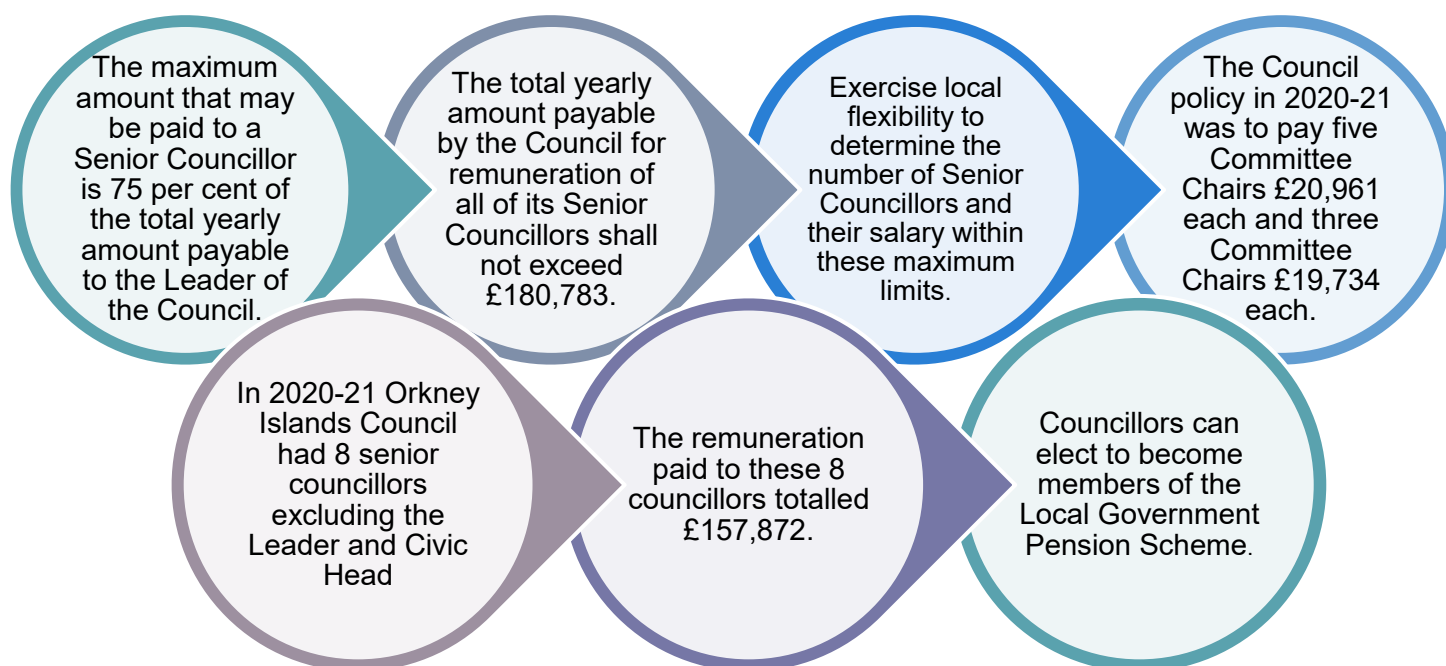 The maximum
amount that may
be paid to a
Senior Councillor
is 75 per cent of
the total yearly
amount payable
to the Leader of
the Council.
The total yearly
amount payable
by the Council for
remuneration of
all of its Senior
Councillors shall
not exceed
£180,783.
Exercise local
flexibility to
determine the
number of Senior
Councillors and
their salary within
these maximum
limits.
The Council
policy in 2020-21
was to pay five
Committee
Chairs £20,961
each and three
Committee
Chairs £19,734
each.
In 2020-21 Orkney
Islands Council
had 8 senior
councillors
excluding the
Leader and Civic
Head
The remuneration
paid to these 8
councillors totalled
£157,872.
Councillors can
elect to become
members of the
Local Government
Pension Scheme.